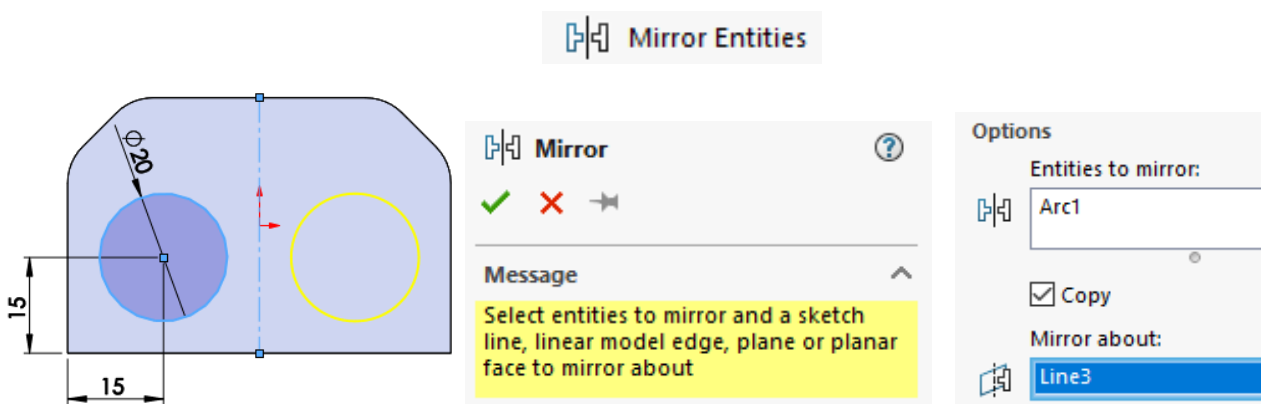 Mirror Entities
ϕ20
15
15
Mirror
?
Message
Select entities to mirror and a sketch
line, linear model edge, plane or planar
face to mirror about
Options
Entities to mirror:
Arc1
Copy
Mirror about:
Line3